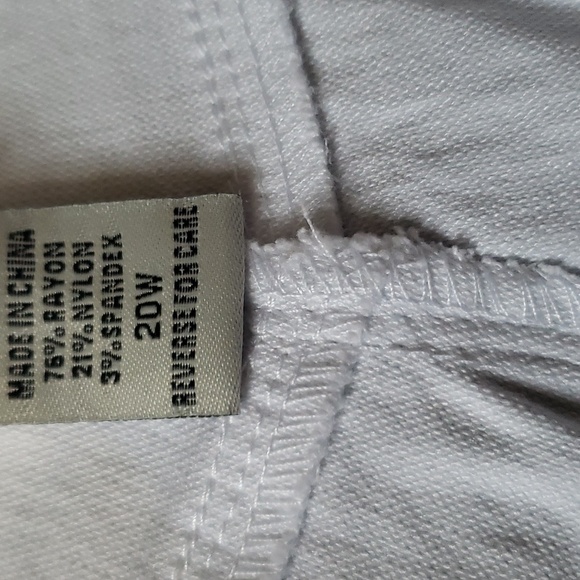 MADE IN CHINA
76% RAYON
21% NYLON
3% SPANDEX
20W
REVERSE FOR CARE